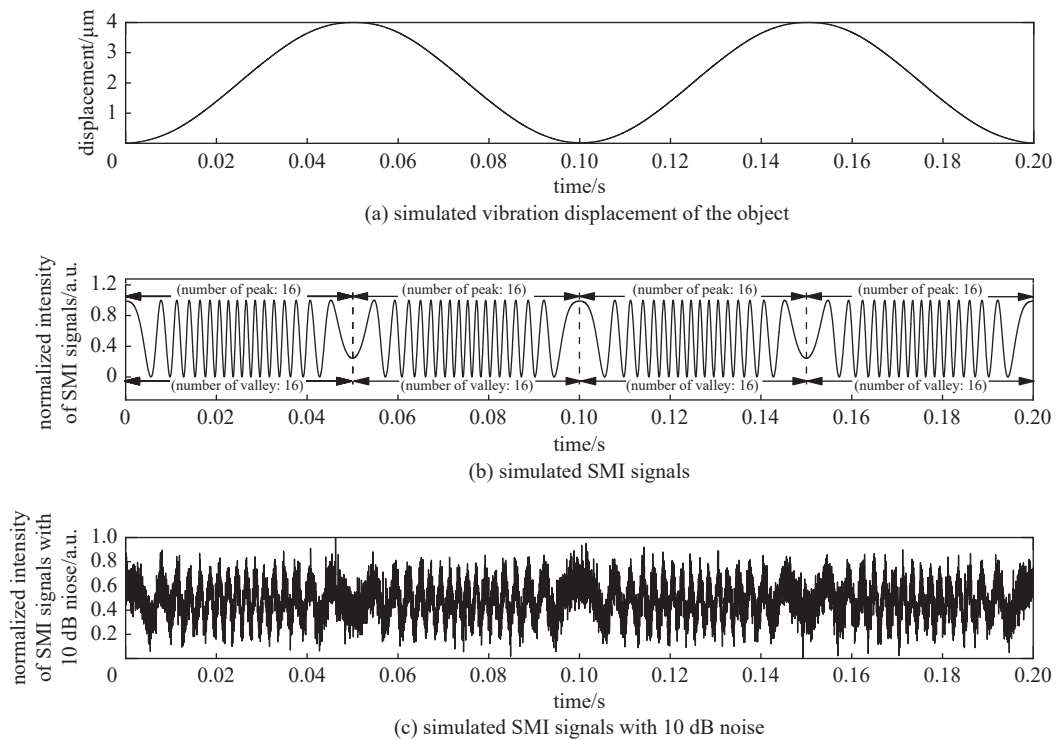 4
3
2
1
displacement/μm
0 0.02 0.04 0.06 0.08 0.10 0.12 0.14 0.16 0.18 0.20
time/s
(a) simulated vibration displacement of the object
normalized intensity
of SMI signals/a.u.
1.2
0.8
0.4
0
(number of peak: 16) (number of peak: 16) (number of peak: 16) (number of peak: 16)
(number of valley: 16) (number of valley: 16) (number of valley: 16) (number of valley: 16)
0 0.02 0.04 0.06 0.08 0.10 0.12 0.14 0.16 0.18 0.20
time/s
(b) simulated SMI signals
normalized intensity
of SMI signals with
10 dB niose/a.u.
1.0
0.8
0.6
0.4
0.2
0 0.02 0.04 0.06 0.08 0.10 0.12 0.14 0.16 0.18 0.20
time/s
(c) simulated SMI signals with 10 dB noise